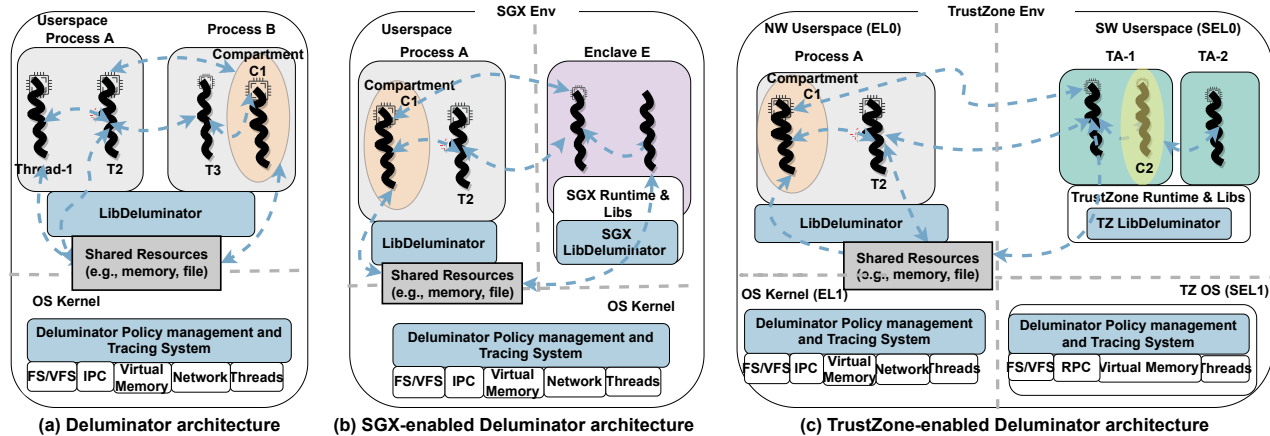 Userspace
Process A
Process B
Compartment
C1
Thread-1
T2
T3
LibDeluminator
Shared Resources
(e.g., memory, file)
OS Kernel
Deluminator Policy management and
Tracing System
FS/VFS
IPC
Virtual
Memory
Network
Threads
(a) Deluminator architecture
SGX Env
Userspace
Process A
Enclave E
Compartment
C1
T2
SGX Runtime &
Libs
SGX
LibDeluminator
LibDeluminator
Shared Resources
(e.g., memory, file)
OS Kernel
Deluminator Policy management and
Tracing System
FS/VFS
IPC
Virtual
Memory
Network
Threads
(b) SGX-enabled Deluminator architecture
TrustZone Env
NW Userspace (EL0)
SW Userspace (SEL0)
Process A
TA-1
TA-2
Compartment
C1
T2
C2
TrustZone Runtime & Libs
TZ LibDeluminator
LibDeluminator
Shared Resources
(e.g., memory, file)
OS Kernel (EL1)
TZ OS (SEL1)
Deluminator Policy management
and Tracing System
FS/VFS
IPC
Virtual
Memory
Network
Threads
Deluminator Policy management
and Tracing System
FS/VFS
RPC
Virtual Memory
Threads
(c) TrustZone-enabled Deluminator architecture